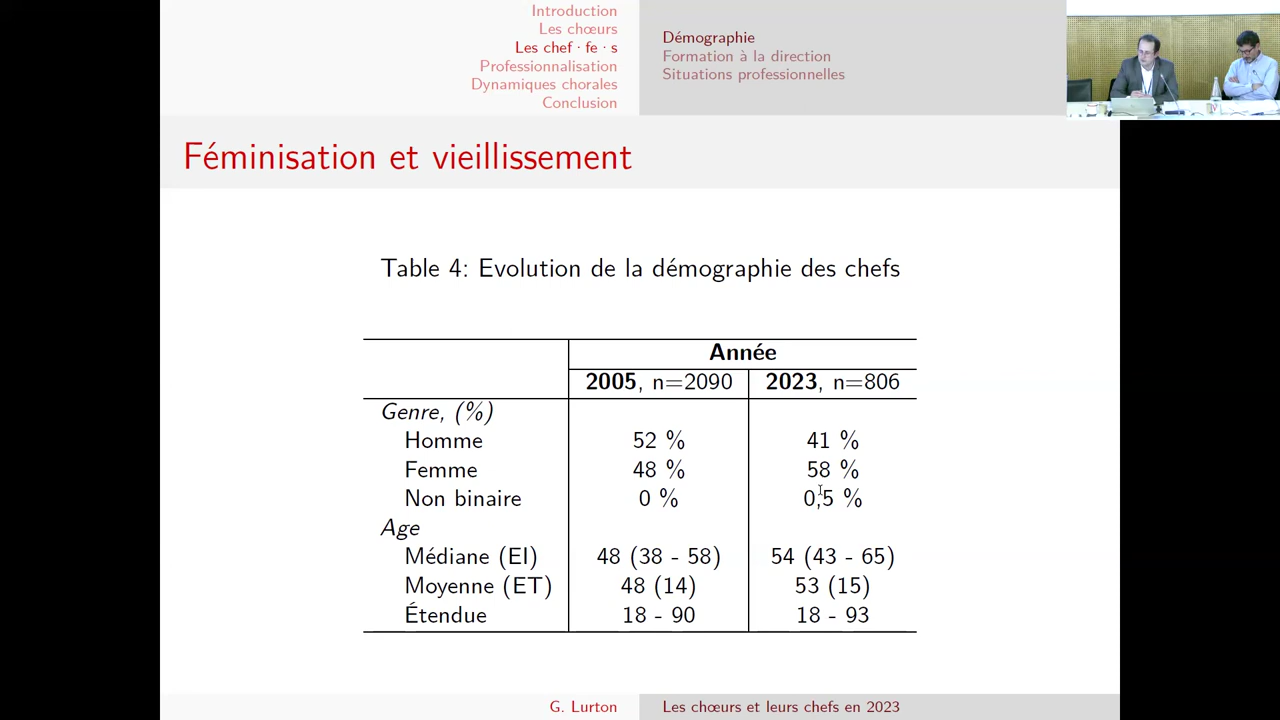 Introduction
Les chœurs
Les chef · fe · s
Professionnalisation
Dynamiques chorales
Conclusion
Démographie
Formation à la direction
Situations professionnelles
Féminisation et vieillissement
Table 4: Evolution de la démographie des chefs
Année
2005, n=2090 2023, n=806
Genre, (%)
Homme 52 % 41 %
Femme 48 % 58 %
Non binaire 0 % 0,5 %
Age
Médiane (EI) 48 (38 - 58) 54 (43 - 65)
Moyenne (ET) 48 (14) 53 (15)
Étendue 18 - 90 18 - 93
G. Lurton Les chœurs et leurs chefs en 2023